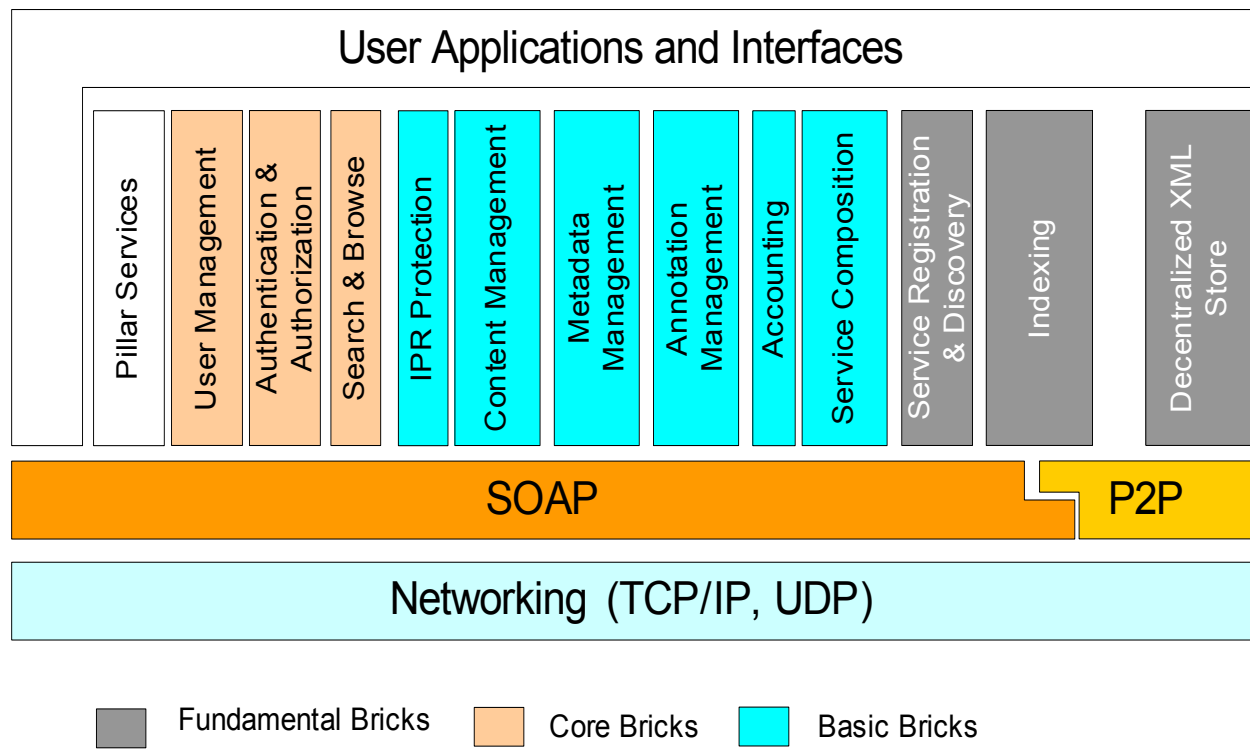 User Applications and Interfaces
Pillar Services
User Management
Authentication &
Authorization
Search & Browse
IPR Protection
Content Management
Metadata
Management
Annotation
Management
Accounting
Service Composition
Service Registration
& Discovery
Indexing
Decentralized XML
Store
SOAP
P2P
Networking (TCP/IP, UDP)
Fundamental Bricks
Core Bricks
Basic Bricks